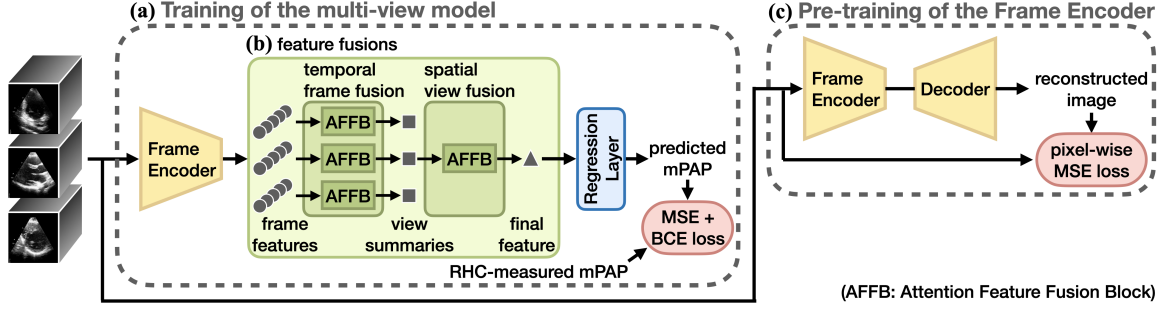 (a) Training of the multi-view model
(b) feature fusions
temporal
frame fusion
spatial
view fusion
Frame
Encoder
AFFB
AFFB
AFFB
AFFB
frame
features
view
summaries
final
feature
Regression
Layer
predicted
mPAP
MSE +
BCE loss
RHC-measured mPAP
(c) Pre-training of the Frame Encoder
Frame
Encoder
Decoder
reconstructed
image
pixel-wise
MSE loss
(AFFB: Attention Feature Fusion Block)